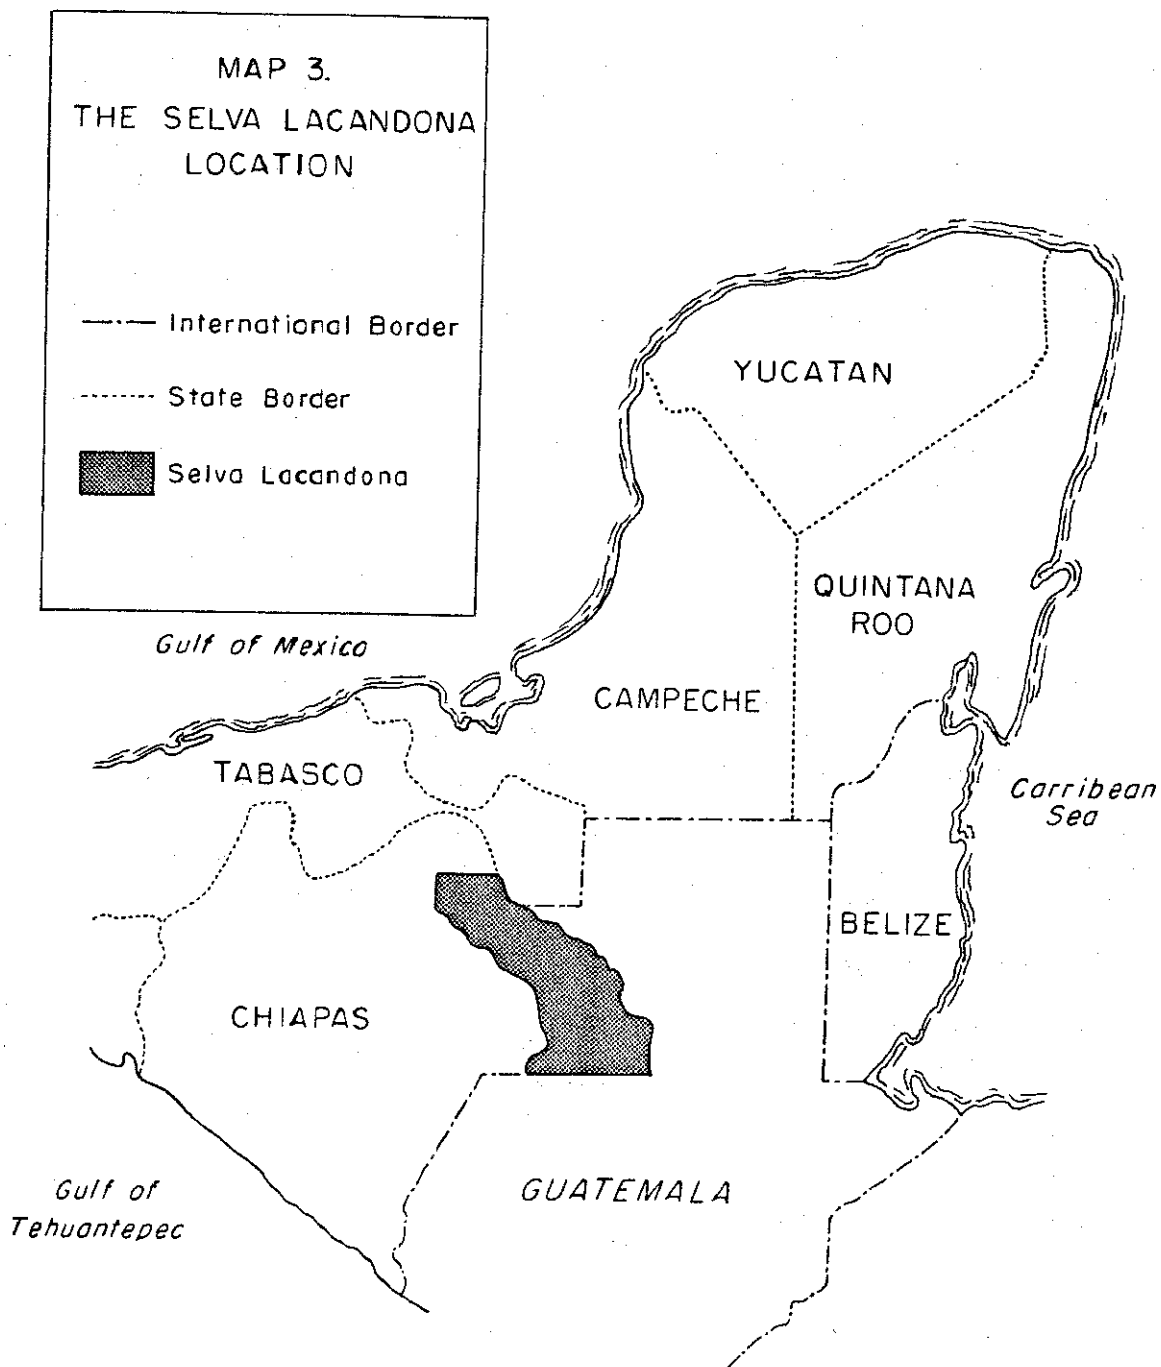 MAP 3.
THE SELVA LACANDONA
LOCATION
International Border
State Border
Selva Lacandona
YUCATAN
QUINTANA
ROO
Gulf of Mexico
CAMPECHE
TABASCO
Carribean
Sea
BELIZE
CHIAPAS
GUATEMALA
Gulf of
Tehuantepec